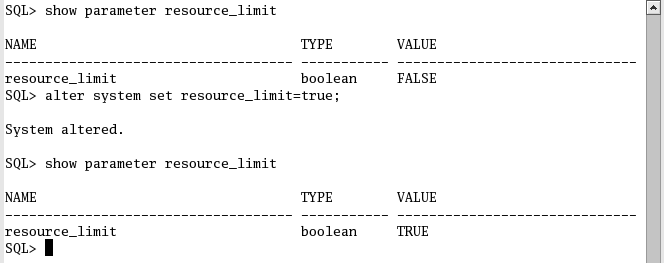 SQL> show parameter resource_limit
NAME                                 TYPE        VALUE
------------------------------------ ----------- ------------------------------
resource_limit                       boolean     FALSE
SQL> alter system set resource_limit=true;
System altered.
SQL> show parameter resource_limit
NAME                                 TYPE        VALUE
------------------------------------ ----------- ------------------------------
resource_limit                       boolean     TRUE
SQL>